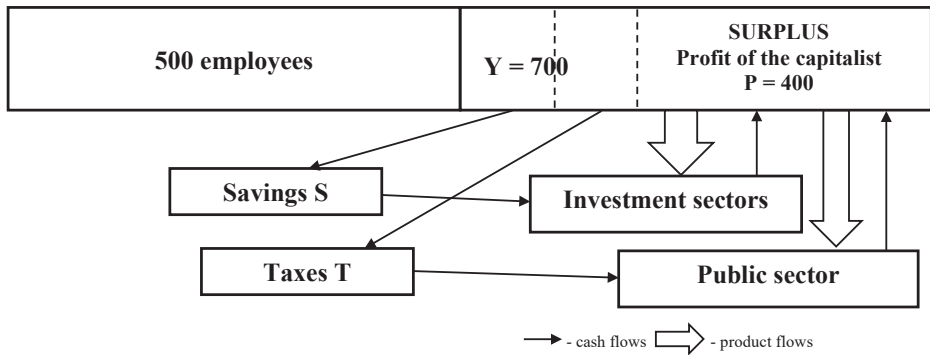 500 employees
Y = 700
SURPLUS
Profit of the capitalist
P = 400
Savings S
Investment sectors
Taxes T
Public sector
- cash flows
- product flows